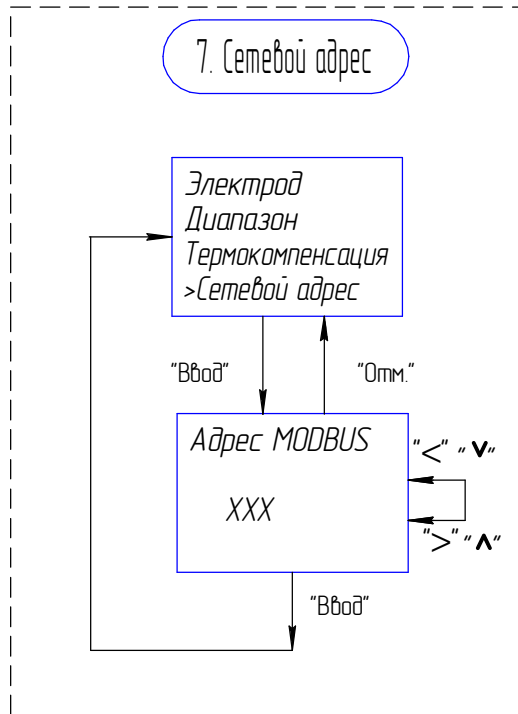 7. Сетевой адрес
Электрод
Диапазон
Термокомпенсация
>Сетевой адрес
"Ввод" "Отм."
Адрес MODBUS
XXX
"<" "∨"
">" "∧"
"Ввод"